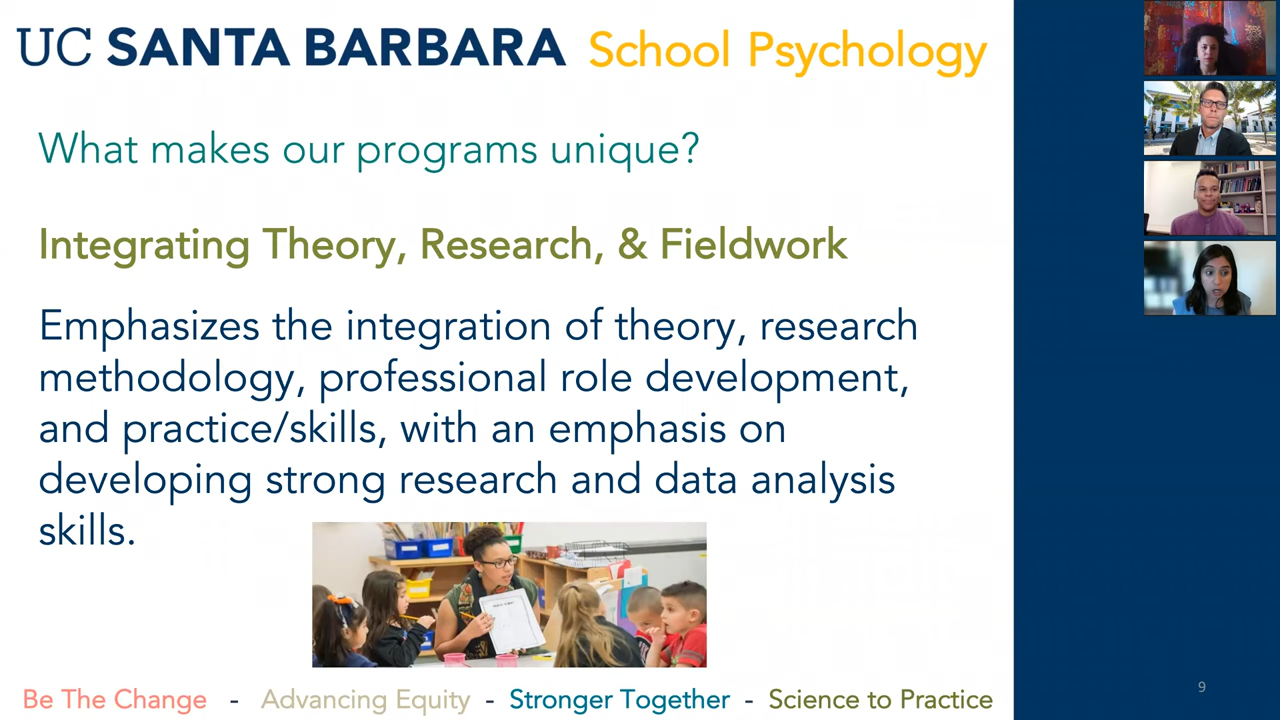 UC SANTA BARBARA School Psychology
What makes our programs unique?
Integrating Theory, Research, & Fieldwork
Emphasizes the integration of theory, research
methodology, professional role development,
and practice/skills, with an emphasis on
developing strong research and data analysis
skills.
Be The Change - Advancing Equity - Stronger Together - Science to Practice
9